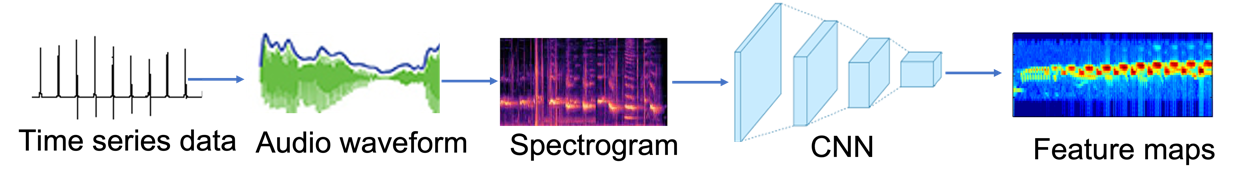 Time series data
Audio waveform
Spectrogram
CNN
Feature maps